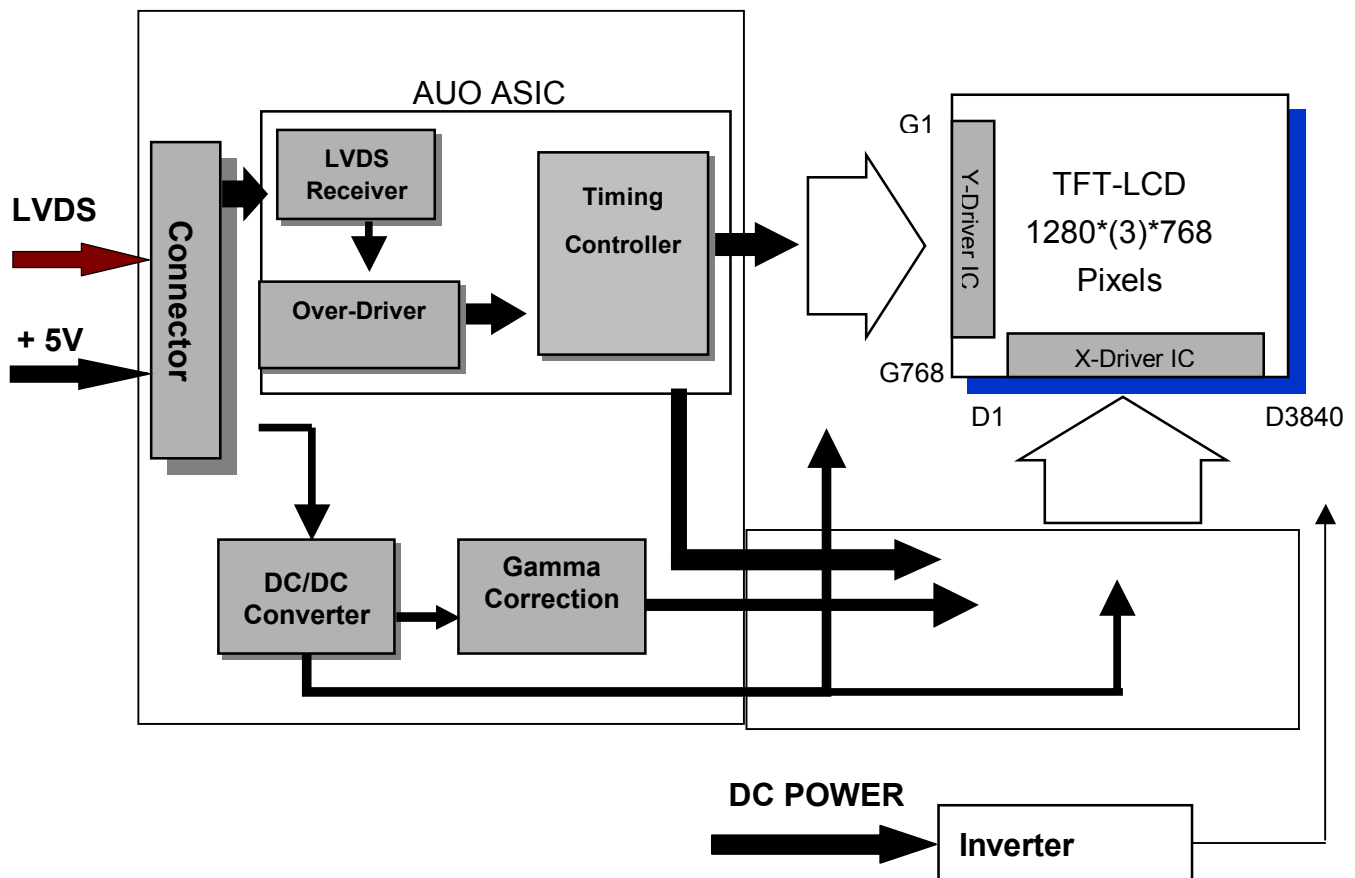 AUO ASIC
LVDS
+ 5V
Connector
LVDS
Receiver
Over-Driver
Timing
Controller
DC/DC
Converter
Gamma
Correction
G1
G768
Y-Driver IC
TFT-LCD
1280*(3)*768
Pixels
X-Driver IC
D1
D3840
DC POWER
Inverter